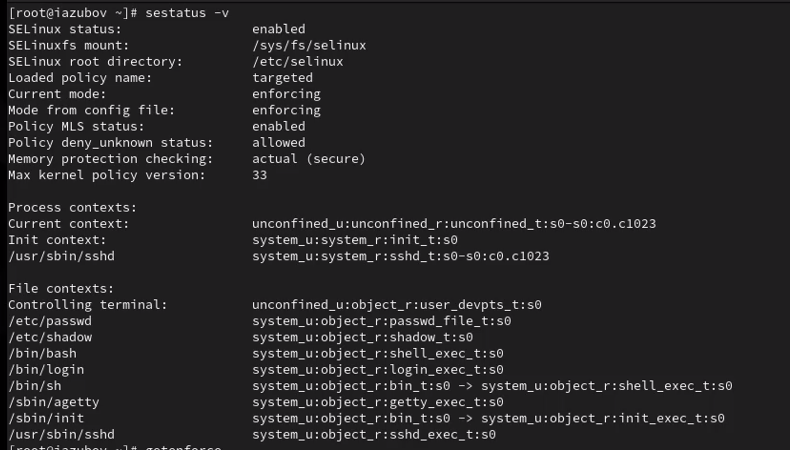 [root@iazubov ~]# sestatus -v
SELinux status:                 enabled
SELinuxfs mount:                /sys/fs/selinux
SELinux root directory:         /etc/selinux
Loaded policy name:             targeted
Current mode:                   enforcing
Mode from config file:          enforcing
Policy MLS status:              enabled
Policy deny_unknown status:     allowed
Memory protection checking:     actual (secure)
Max kernel policy version:      33

Process contexts:
Current context:                unconfined_u:unconfined_r:unconfined_t:s0-s0:c0.c1023
Init context:                   system_u:system_r:init_t:s0
/usr/sbin/sshd                  system_u:system_r:sshd_t:s0-s0:c0.c1023

File contexts:
Controlling terminal:           unconfined_u:object_r:user_devpts_t:s0
/etc/passwd                     system_u:object_r:passwd_file_t:s0
/etc/shadow                     system_u:object_r:shadow_t:s0
/bin/bash                       system_u:object_r:shell_exec_t:s0
/bin/login                      system_u:object_r:login_exec_t:s0
/bin/sh                         system_u:object_r:bin_t:s0 -> system_u:object_r:shell_exec_t:s0
/sbin/agetty                    system_u:object_r:getty_exec_t:s0
/sbin/init                      system_u:object_r:bin_t:s0 -> system_u:object_r:init_exec_t:s0
/usr/sbin/sshd                  system_u:object_r:sshd_exec_t:s0
[root@iazubov ~]# getenforce